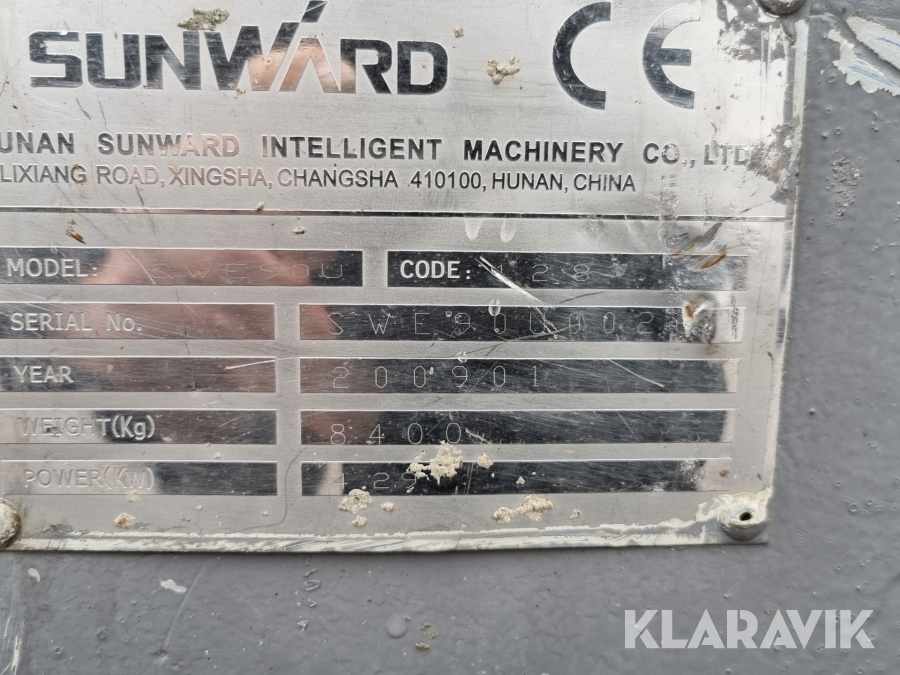 SUNWARD CE
UNAN SUNWARD INTELLIGENT MACHINERY CO., LTD
LIXIANG ROAD, XINGSHA, CHANGSHA 410100, HUNAN, CHINA
MODEL: SWE90U CODE: 128
SERIAL No.
YEAR 200901
WEIGHT(Kg) 8400
POWER(KW)
KLARAVIK